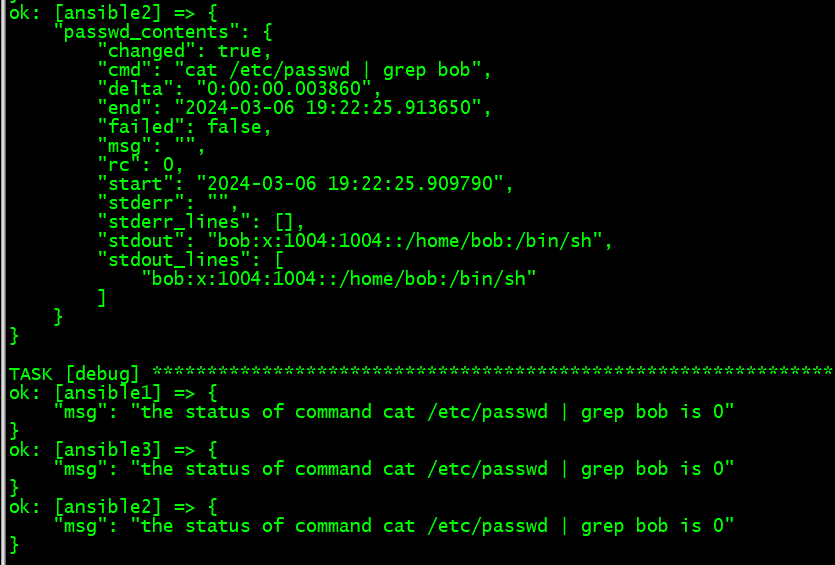 ok: [ansible2] => {
    "passwd_contents": {
        "changed": true,
        "cmd": "cat /etc/passwd | grep bob",
        "delta": "0:00:00.003860",
        "end": "2024-03-06 19:22:25.913650",
        "failed": false,
        "msg": "",
        "rc": 0,
        "start": "2024-03-06 19:22:25.909790",
        "stderr": "",
        "stderr_lines": [],
        "stdout": "bob:x:1004:1004::/home/bob:/bin/sh",
        "stdout_lines": [
            "bob:x:1004:1004::/home/bob:/bin/sh"
        ]
    }
}

TASK [debug] **************************************************************
ok: [ansible1] => {
    "msg": "the status of command cat /etc/passwd | grep bob is 0"
}
ok: [ansible3] => {
    "msg": "the status of command cat /etc/passwd | grep bob is 0"
}
ok: [ansible2] => {
    "msg": "the status of command cat /etc/passwd | grep bob is 0"
}